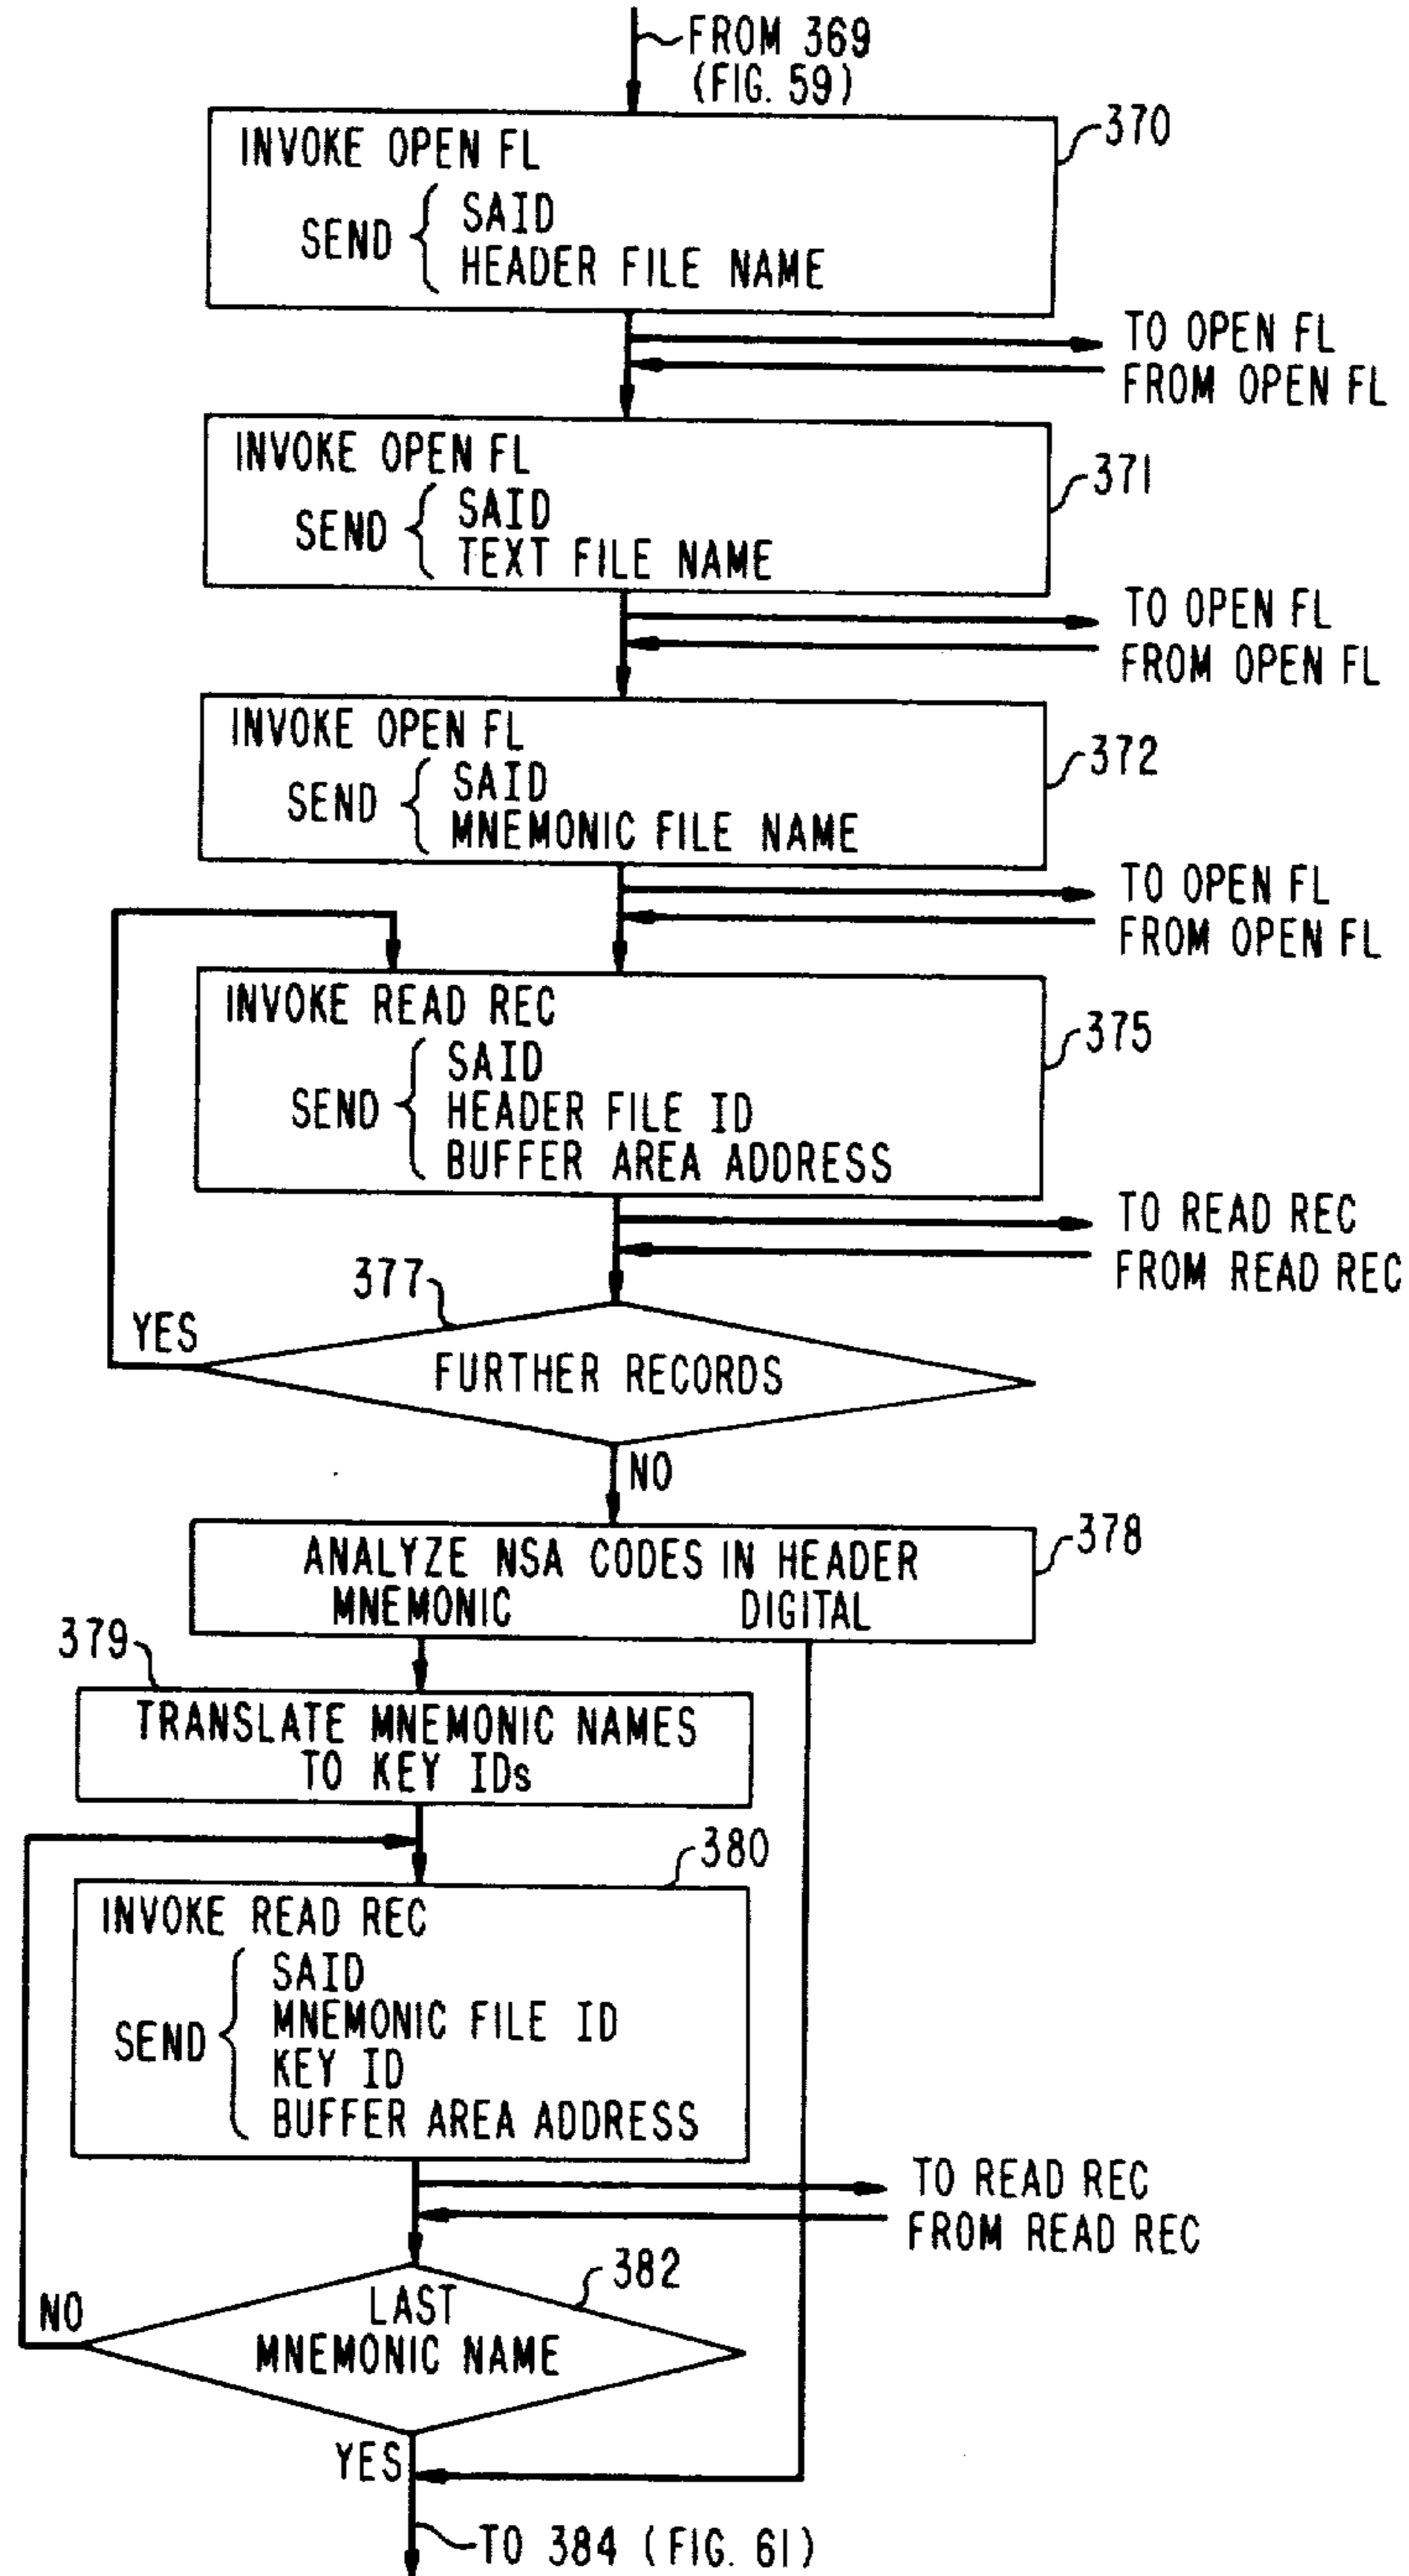 FROM 369
(FIG. 59)
370
INVOKE OPEN FL
SEND
SAID
HEADER FILE NAME
TO OPEN FL
FROM OPEN FL
371
INVOKE OPEN FL
SEND
SAID
TEXT FILE NAME
TO OPEN FL
FROM OPEN FL
372
INVOKE OPEN FL
SEND
SAID
MNEMONIC FILE NAME
TO OPEN FL
FROM OPEN FL
375
INVOKE READ REC
SEND
SAID
HEADER FILE ID
BUFFER AREA ADDRESS
TO READ REC
FROM READ REC
377
YES
FURTHER RECORDS
NO
378
ANALYZE NSA CODES IN HEADER
MNEMONIC DIGITAL
379
TRANSLATE MNEMONIC NAMES
TO KEY IDs
380
INVOKE READ REC
SEND
SAID
MNEMONIC FILE ID
KEY ID
BUFFER AREA ADDRESS
TO READ REC
FROM READ REC
382
NO
LAST
MNEMONIC NAME
YES
TO 384 (FIG. 61)